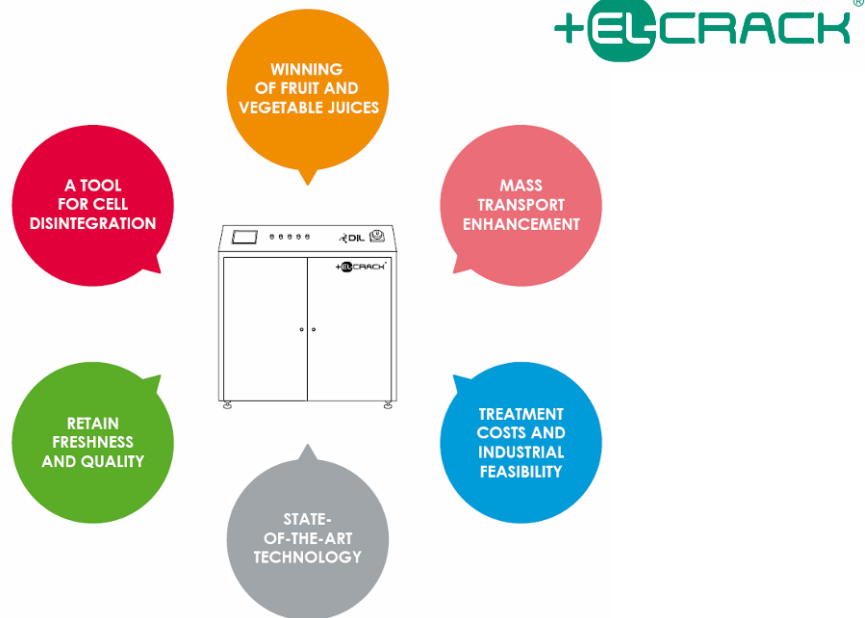 +ELCRACK®
WINNING
OF FRUIT AND
VEGETABLE JUICES
A TOOL
FOR CELL
DISINTEGRATION
MASS
TRANSPORT
ENHANCEMENT
DIL
+ELCRACK
RETAIN
FRESHNESS
AND QUALITY
TREATMENT
COSTS AND
INDUSTRIAL
FEASIBILITY
STATE-
OF-THE-ART
TECHNOLOGY